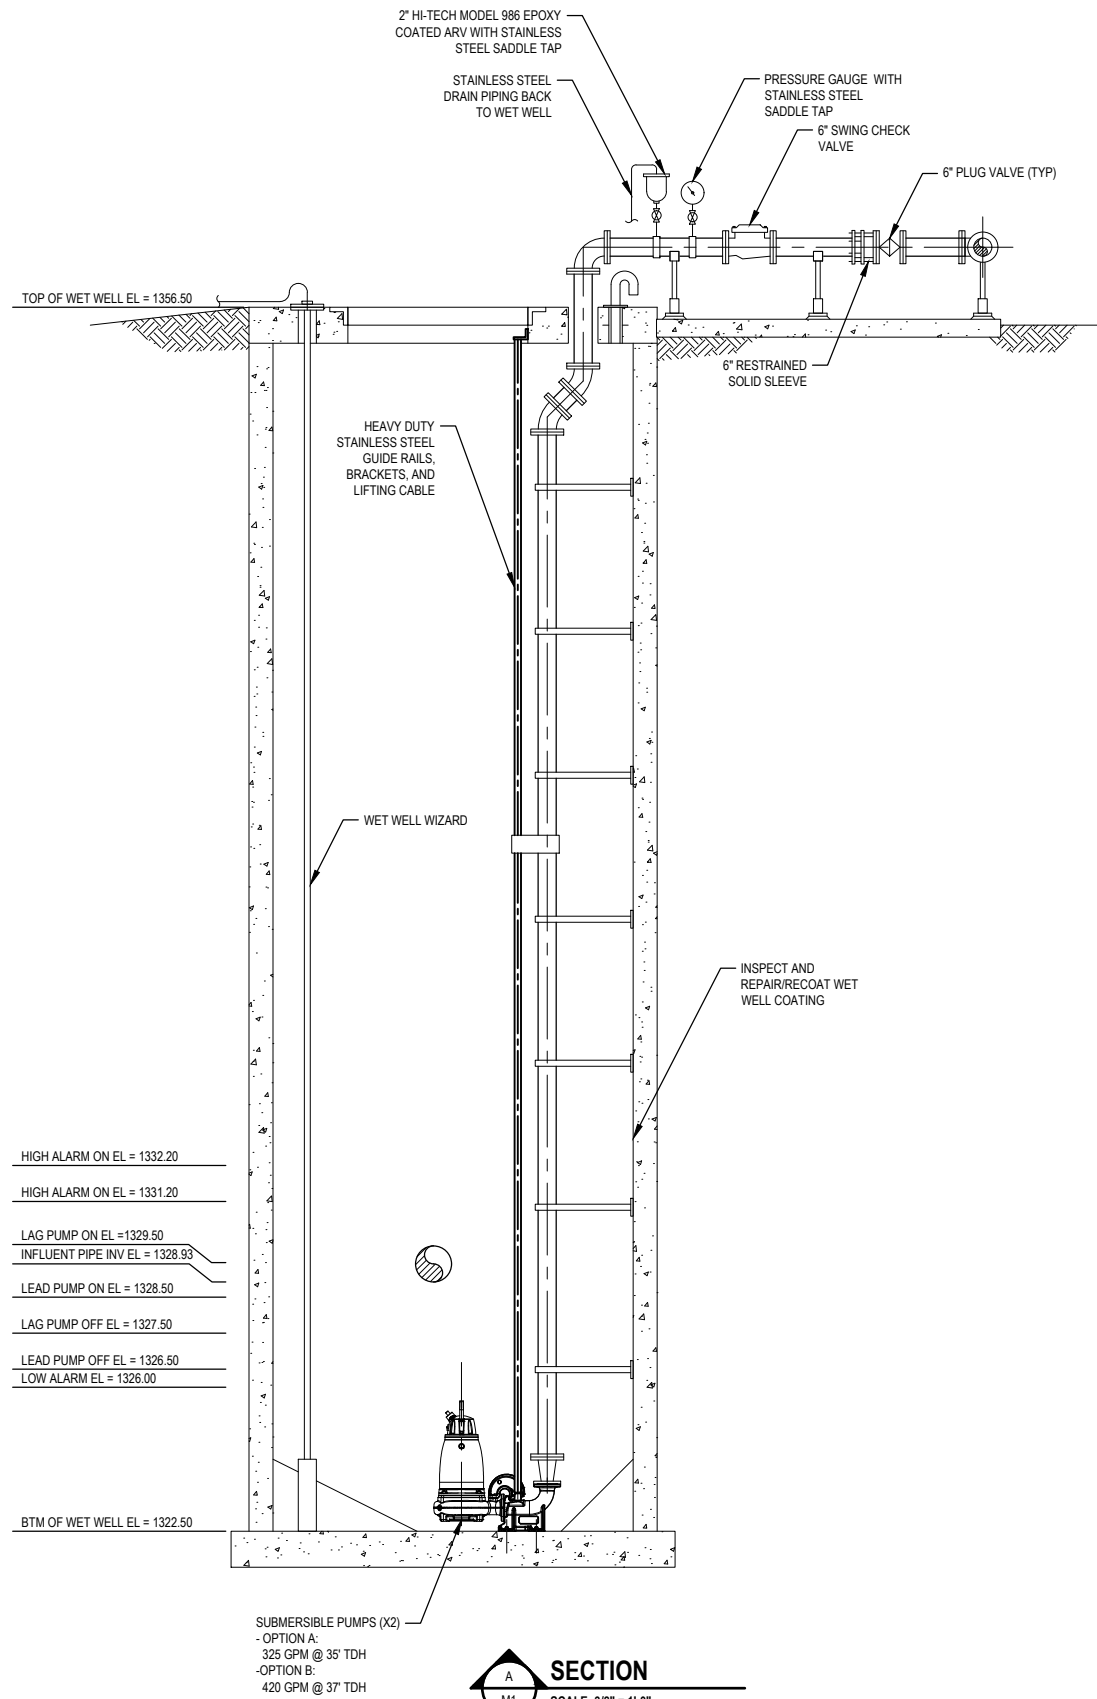 2" HI-TECH MODEL 986 EPOXY
COATED ARV WITH STAINLESS
STEEL SADDLE TAP
STAINLESS STEEL
DRAIN PIPING BACK
TO WET WELL
PRESSURE GAUGE WITH
STAINLESS STEEL
SADDLE TAP
6" SWING CHECK
VALVE
6" PLUG VALVE (TYP)
TOP OF WET WELL EL = 1356.50
6" RESTRAINED
SOLID SLEEVE
HEAVY DUTY
STAINLESS STEEL
GUIDE RAILS,
BRACKETS, AND
LIFTING CABLE
WET WELL WIZARD
INSPECT AND
REPAIR/RECOAT WET
WELL COATING
HIGH ALARM ON EL = 1332.20
HIGH ALARM ON EL = 1331.20
LAG PUMP ON EL =1329.50
INFLUENT PIPE INV EL = 1328.93
LEAD PUMP ON EL = 1328.50
LAG PUMP OFF EL = 1327.50
LEAD PUMP OFF EL = 1326.50
LOW ALARM EL = 1326.00
BTM OF WET WELL EL = 1322.50
SUBMERSIBLE PUMPS (X2)
- OPTION A:
325 GPM @ 35' TDH
-OPTION B:
420 GPM @ 37' TDH
A
SECTION